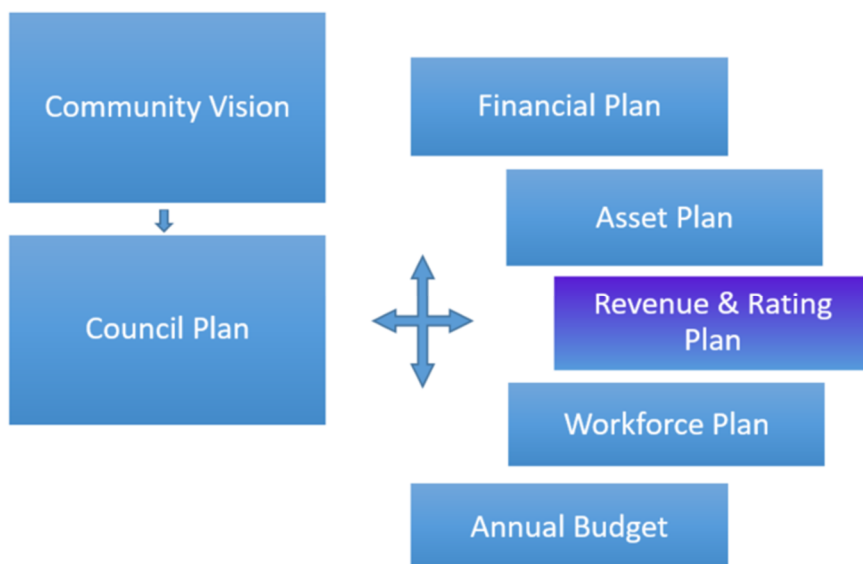 Community Vision
Council Plan
Financial Plan
Asset Plan
Revenue & Rating
Plan
Workforce Plan
Annual Budget